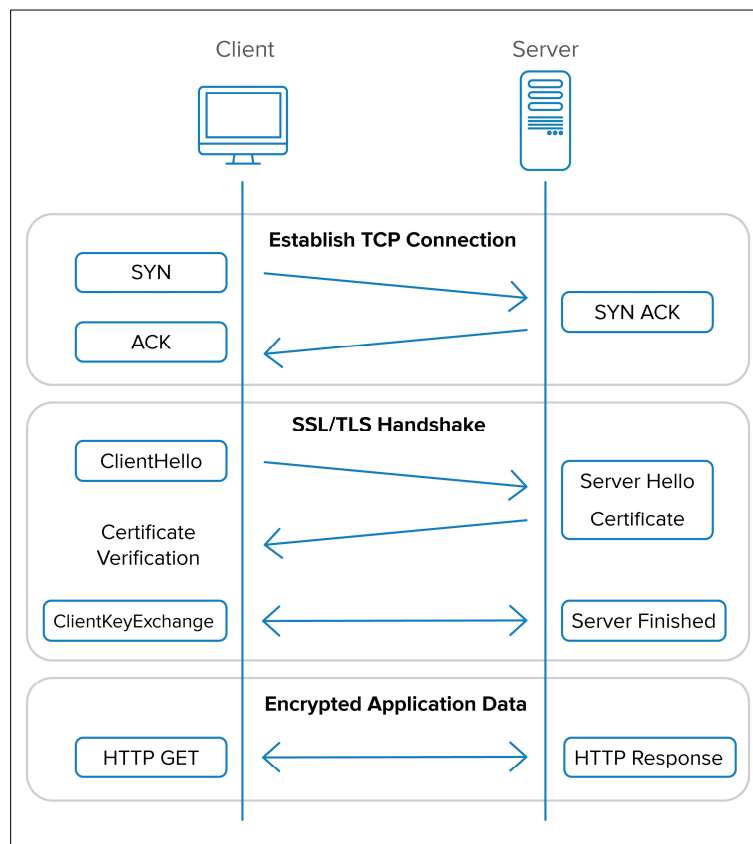 Client
Server
Establish TCP Connection
SYN
SYN ACK
ACK
SSL/TLS Handshake
ClientHello
Server Hello
Certificate
Certificate
Verification
ClientKeyExchange
Server Finished
Encrypted Application Data
HTTP GET
HTTP Response